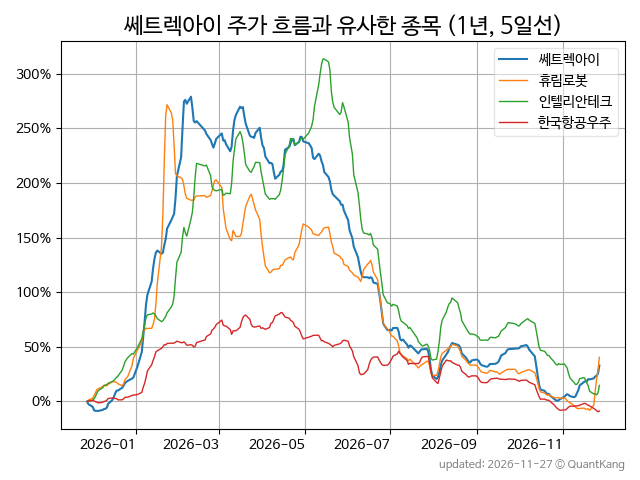 쎄트렉아이 주가 흐름과 유사한 종목 (1년, 5일선)
쎄트렉아이
휴림로봇
인텔리안테크
한국항공우주
300%
250%
200%
150%
100%
50%
0%
2026-01
2026-03
2026-05
2026-07
2026-09
2026-11
updated: 2026-11-27 © QuantKang